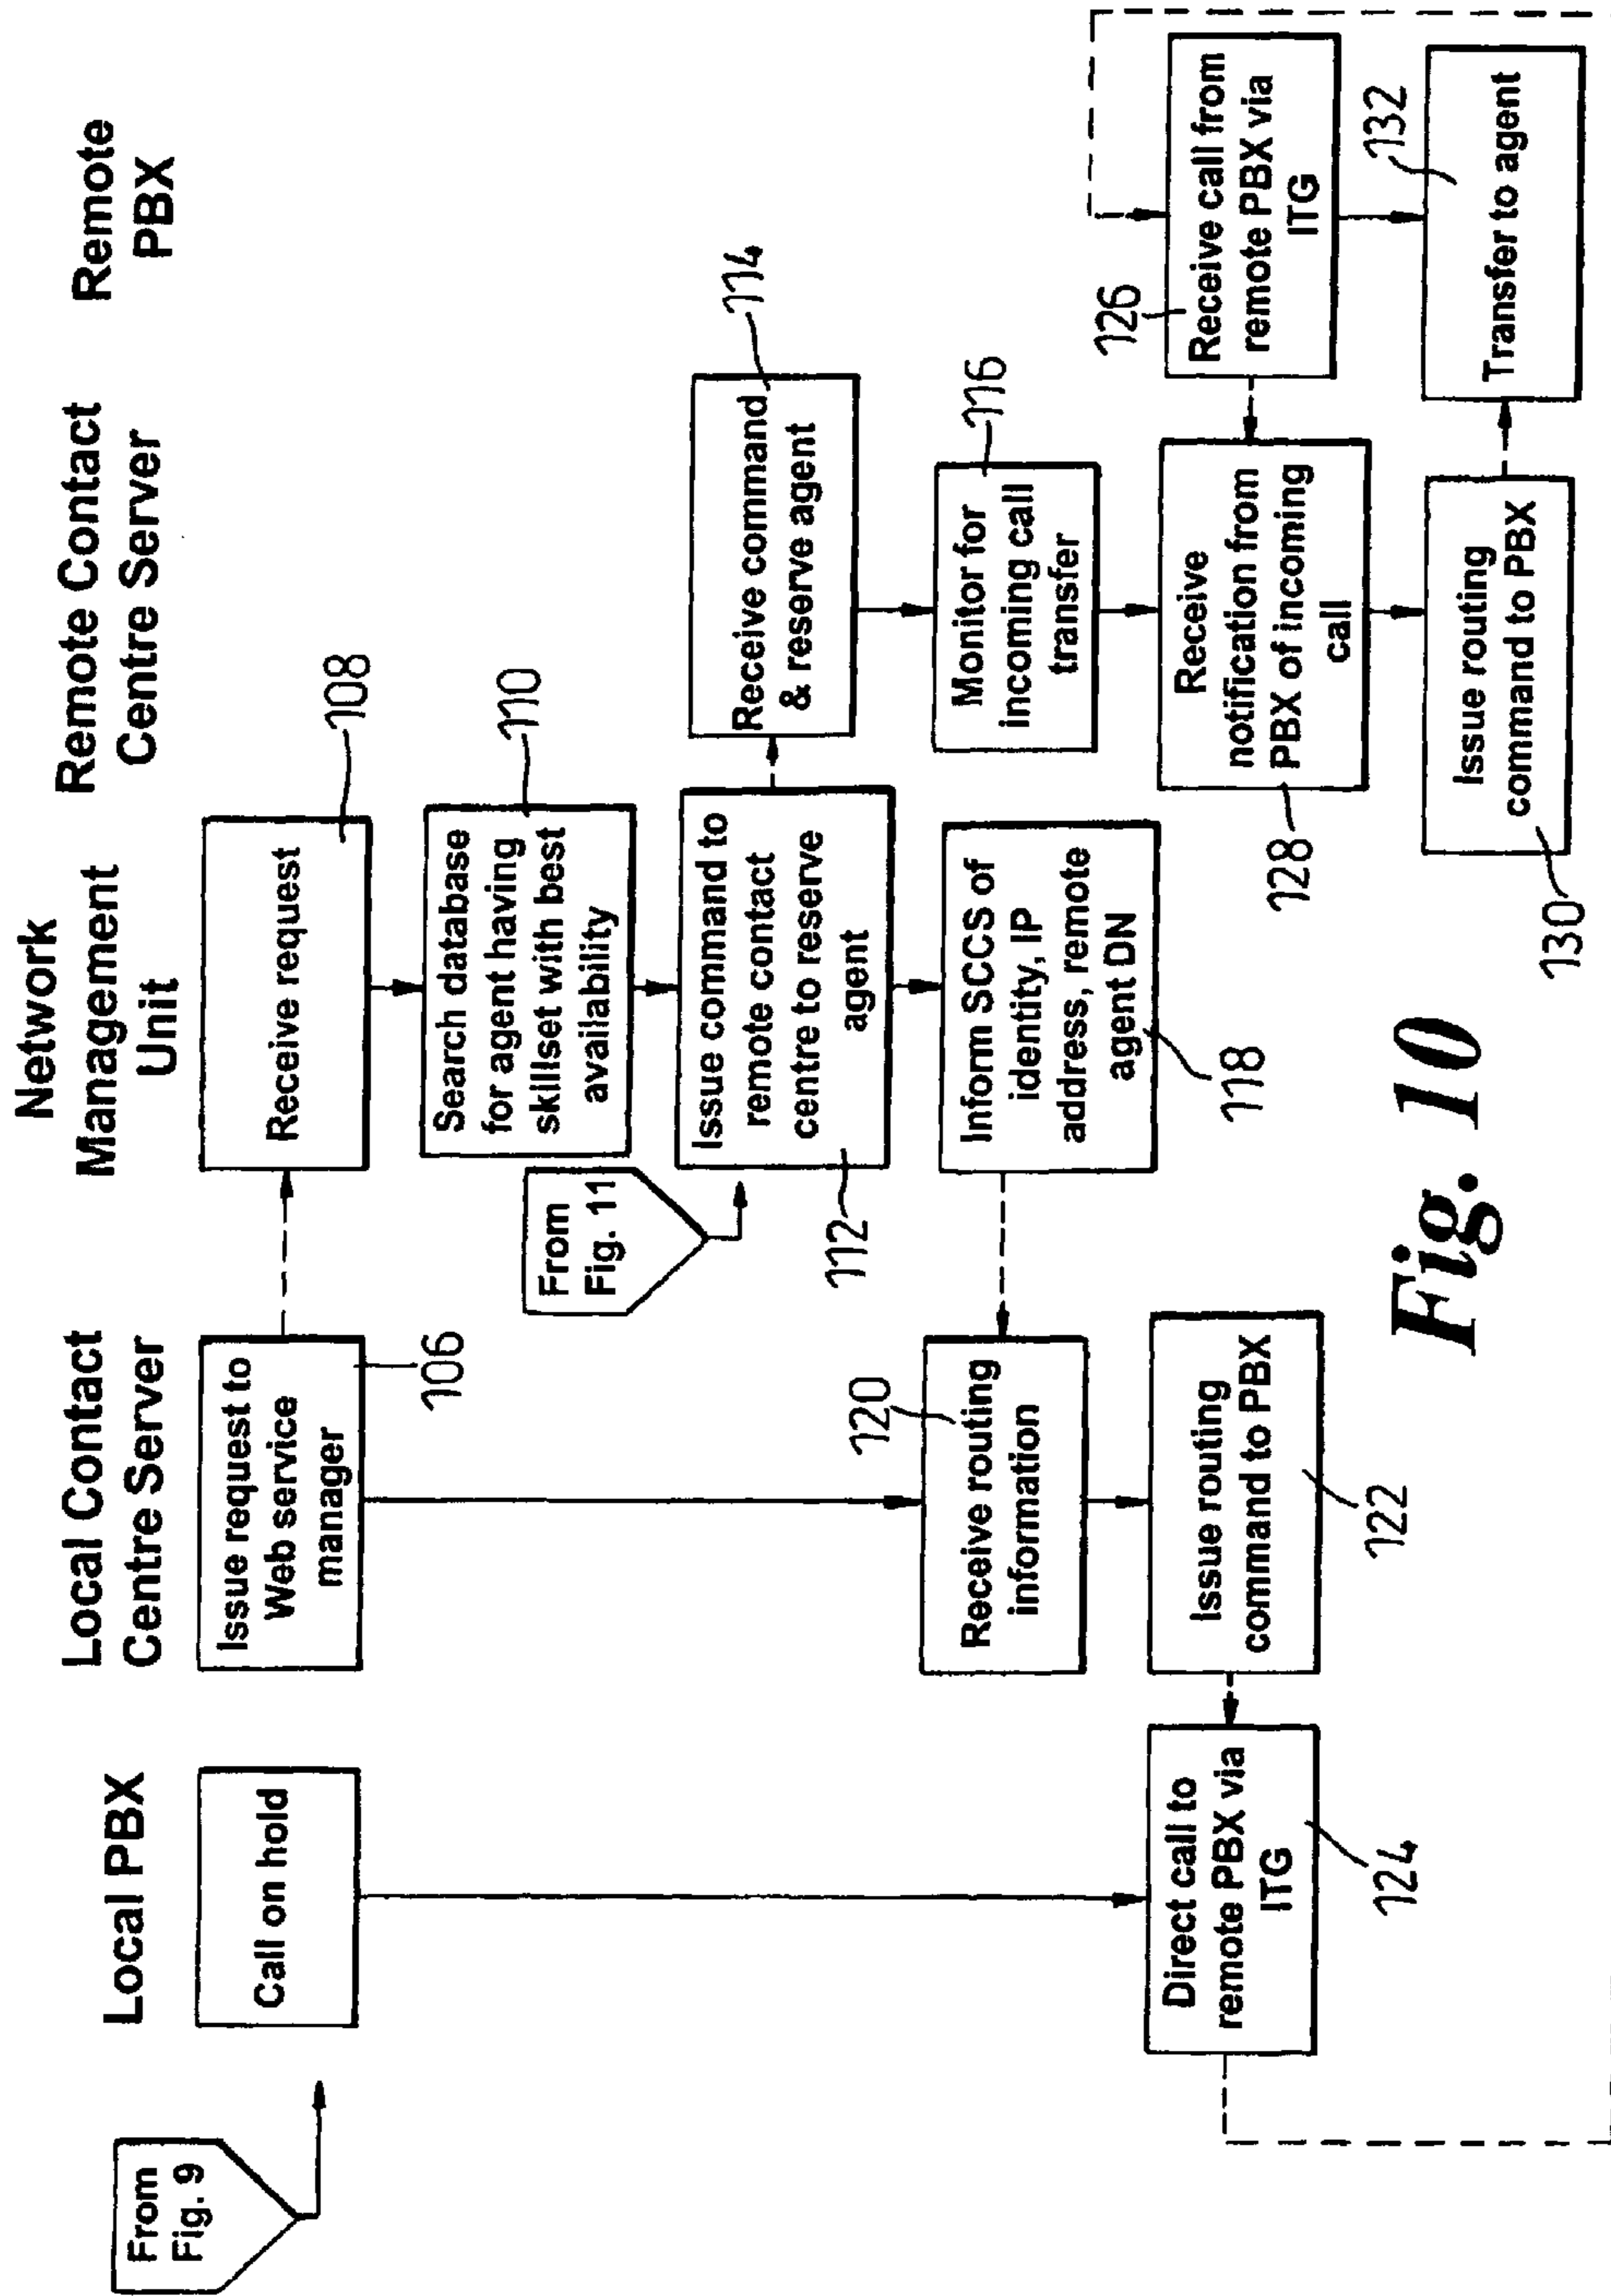 Local PBX
Local Contact
Centre Server
Network
Management
Unit
Remote Contact
Centre Server
Remote
PBX
From
Fig. 9
Call on hold
Issue request to
Web service
manager
106
Receive request
108
Search database
for agent having
skillset with best
availability
110
From
Fig. 11
Issue command to
remote contact
centre to reserve
agent
112
Receive command
& reserve agent
114
Monitor for
incoming call
transfer
116
Inform SCCS of
identity, IP
address, remote
agent DN
118
Receive routing
information
120
Issue routing
command to PBX
122
Direct call to
remote PBX via
ITG
124
Receive call from
remote PBX via
ITG
126
Receive
notification from
PBX of incoming
call
128
Issue routing
command to PBX
130
Transfer to agent
132
Fig. 10